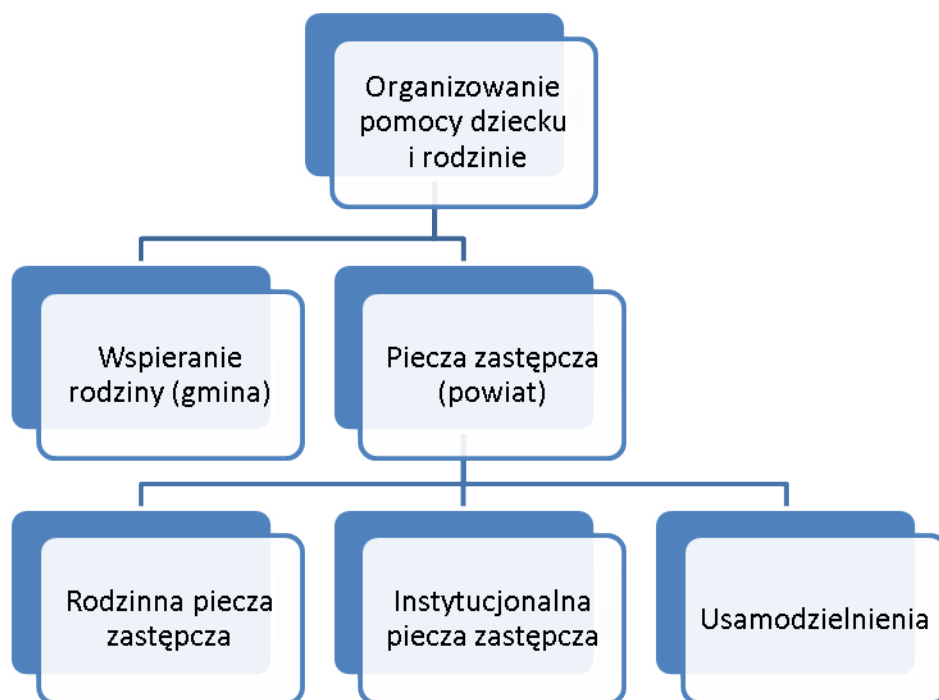 Organizowanie
pomocy dziecku
i rodzinie
Wspieranie
rodziny (gmina)
Piecza zastępcza
(powiat)
Rodzinna piecza
zastępcza
Instytucjonalna
piecza zastępcza
Usamodzielnienia